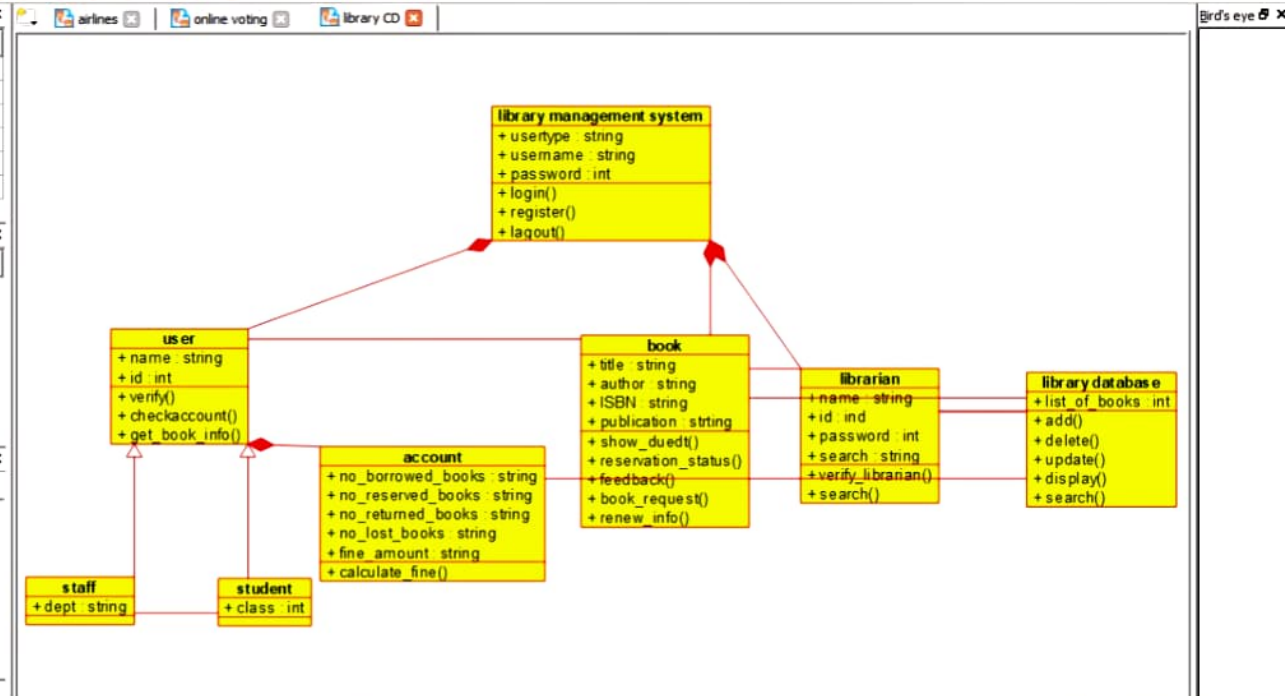 airlines
online voting
library CD
Bird's eye
library management system
+ usertype : string
+ username : string
+ password : int
+ login()
+ register()
+ lagout()
user
+ name : string
+ id : int
+ verify()
+ checkaccount()
+ get_book_info()
book
+ title : string
+ author : string
+ ISBN : string
+ publication : strting
+ show_duedt()
+ reservation_status()
+ feedback()
+ book_request()
+ renew_info()
librarian
+ name : string
+ id : ind
+ password : int
+ search : string
+ verify_librarian()
+ search()
library database
+ list_of_books : int
+ add()
+ delete()
+ update()
+ display()
+ search()
account
+ no_borrowed_books : string
+ no_reserved_books : string
+ no_returned_books : string
+ no_lost_books : string
+ fine_amount : string
+ calculate_fine()
staff
+ dept : string
student
+ class : int